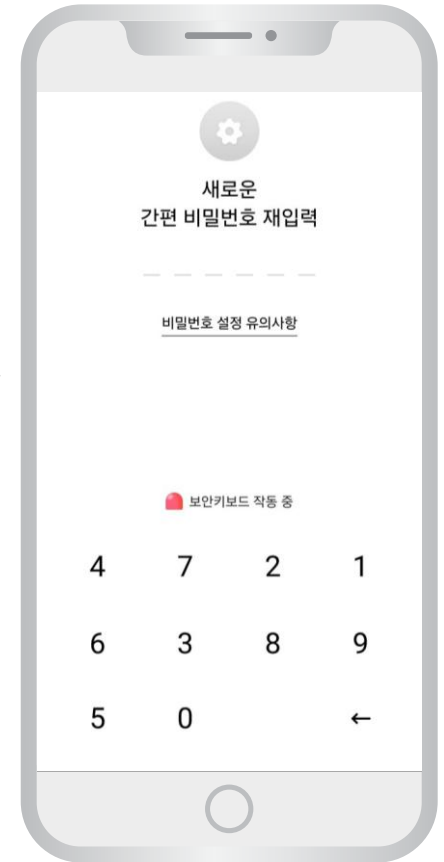 새로운
간편 비밀번호 재입력
비밀번호 설정 유의사항
보안키보드 작동 중
4 7 2 1
6 3 8 9
5 0 ←